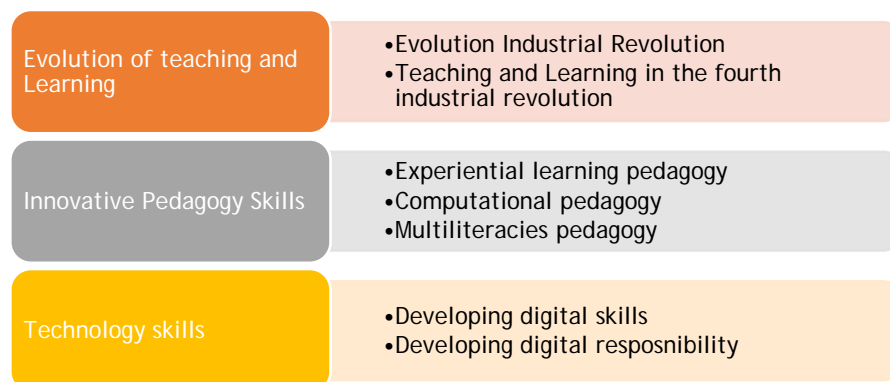 Evolution of teaching and
Learning
•Evolution Industrial Revolution
•Teaching and Learning in the fourth
industrial revolution
Innovative Pedagogy Skills
•Experiential learning pedagogy
•Computational pedagogy
•Multiliteracies pedagogy
Technology skills
•Developing digital skills
•Developing digital resposnibility